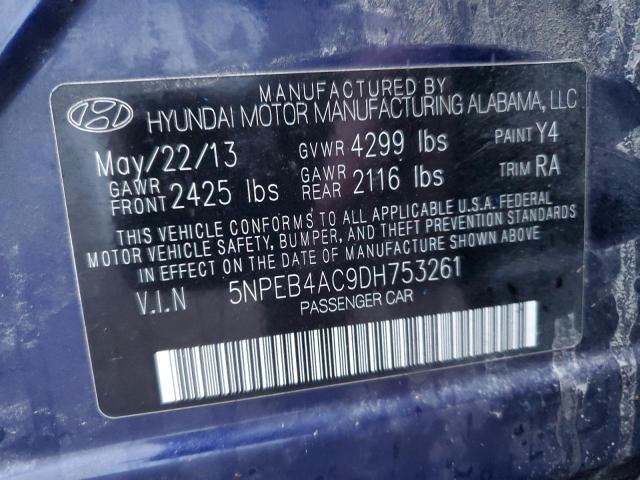 MANUFACTURED BY
HYUNDAI MOTOR MANUFACTURING ALABAMA, LLC
May/22/13 GVWR 4299 lbs PAINT Y4
GAWR FRONT 2425 lbs GAWR REAR 2116 lbs TRIM RA
THIS VEHICLE CONFORMS TO ALL APPLICABLE U.S.A. FEDERAL
MOTOR VEHICLE SAFETY, BUMPER, AND THEFT PREVENTION STANDARDS
IN EFFECT ON THE DATE OF MANUFACTURE SHOWN ABOVE.
V.I.N 5NPEB4AC9DH753261
PASSENGER CAR